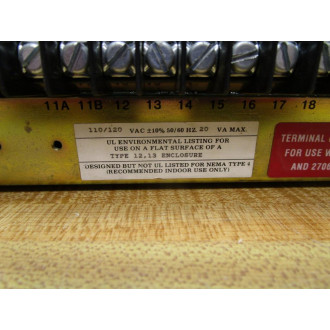 11A 11B 12 13 14 15 16 17 18
110/120 VAC ±10% 50/60 HZ, 20 VA MAX.
UL ENVIRONMENTAL LISTING FOR
USE ON A FLAT SURFACE OF A
TYPE 12,13 ENCLOSURE
DESIGNED BUT NOT UL LISTED FOR NEMA TYPE 4
(RECOMMENDED INDOOR USE ONLY)
TERMINAL
FOR USE W
AND 2708